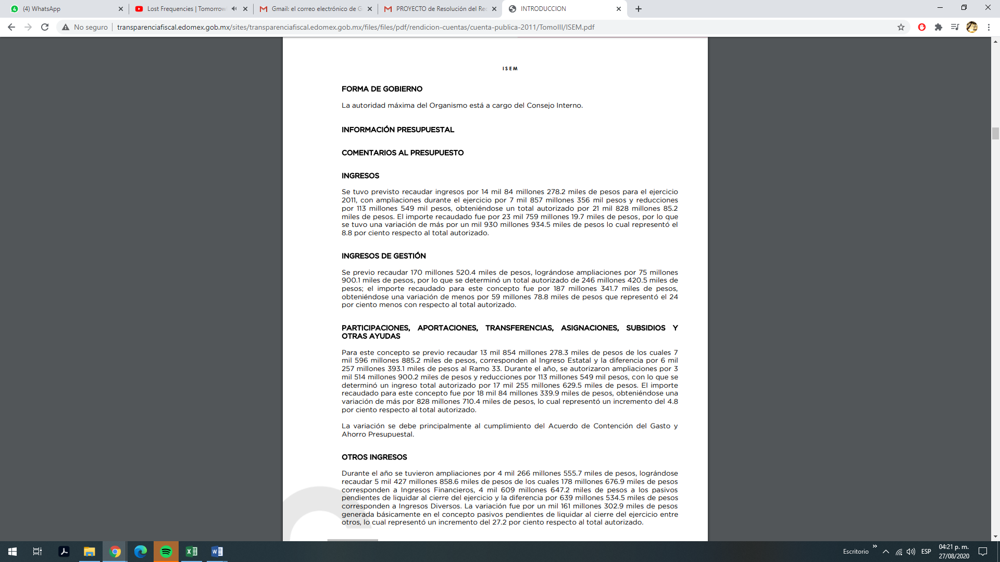 (4) WhatsApp
Lost Frequencies | Tomorrow
Gmail: el correo electrónico de G
PROYECTO de Resolución del Rec
INTRODUCCION
No seguro
transparenciafiscal.edomex.gob.mx/sites/transparenciafiscal.edomex.gob.mx/files/files/pdf/rendicion-cuentas/cuenta-publica-2011/TomoIII/ISEM.pdf
ISEM
FORMA DE GOBIERNO
La autoridad máxima del Organismo está a cargo del Consejo Interno.
INFORMACIÓN PRESUPUESTAL
COMENTARIOS AL PRESUPUESTO
INGRESOS
Se tuvo previsto recaudar ingresos por 14 mil 84 millones 278.2 miles de pesos para el ejercicio
2011, con ampliaciones durante el ejercicio por 7 mil 857 millones 356 mil pesos y reducciones
por 113 millones 549 mil pesos, obteniéndose un total autorizado por 21 mil 828 millones 85.2
miles de pesos. El importe recaudado fue por 23 mil 759 millones 19.7 miles de pesos, por lo que
se tuvo una variación de más por un mil 930 millones 934.5 miles de pesos lo cual representó el
8.8 por ciento respecto al total autorizado.
INGRESOS DE GESTIÓN
Se previo recaudar 170 millones 520.4 miles de pesos, lográndose ampliaciones por 75 millones
900.1 miles de pesos, por lo que se determinó un total autorizado de 246 millones 420.5 miles de
pesos; el importe recaudado para este concepto fue por 187 millones 341.7 miles de pesos,
obteniéndose una variación de menos por 59 millones 78.8 miles de pesos que representó el 24
por ciento menos con respecto al total autorizado.
PARTICIPACIONES, APORTACIONES, TRANSFERENCIAS, ASIGNACIONES, SUBSIDIOS Y
OTRAS AYUDAS
Para este concepto se previo recaudar 13 mil 854 millones 278.3 miles de pesos de los cuales 7
mil 596 millones 885.2 miles de pesos, corresponden al Ingreso Estatal y la diferencia por 6 mil
257 millones 393.1 miles de pesos al Ramo 33. Durante el año, se autorizaron ampliaciones por 3
mil 514 millones 900.2 miles de pesos y reducciones por 113 millones 549 mil pesos, con lo que se
determinó un ingreso total autorizado por 17 mil 255 millones 629.5 miles de pesos. El importe
recaudado para este concepto fue por 18 mil 84 millones 339.9 miles de pesos, obteniéndose una
variación de más por 828 millones 710.4 miles de pesos, lo cual representó un incremento del 4.8
por ciento respecto al total autorizado.
La variación se debe principalmente al cumplimiento del Acuerdo de Contención del Gasto y
Ahorro Presupuestal.
OTROS INGRESOS
Durante el año se tuvieron ampliaciones por 4 mil 266 millones 555.7 miles de pesos, lográndose
recaudar 5 mil 427 millones 858.6 miles de pesos de los cuales 178 millones 676.9 miles de pesos
corresponden a Ingresos Financieros, 4 mil 609 millones 647.2 miles de pesos a los pasivos
pendientes de liquidar al cierre del ejercicio y la diferencia por 639 millones 534.5 miles de pesos
corresponden a Ingresos Diversos. La variación fue por un mil 161 millones 302.9 miles de pesos
generada básicamente en el concepto pasivos pendientes de liquidar al cierre del ejercicio entre
otros, lo cual representó un incremento del 27.2 por ciento respecto al total autorizado.
Escritorio
ESP
04:21 p. m.
27/08/2020